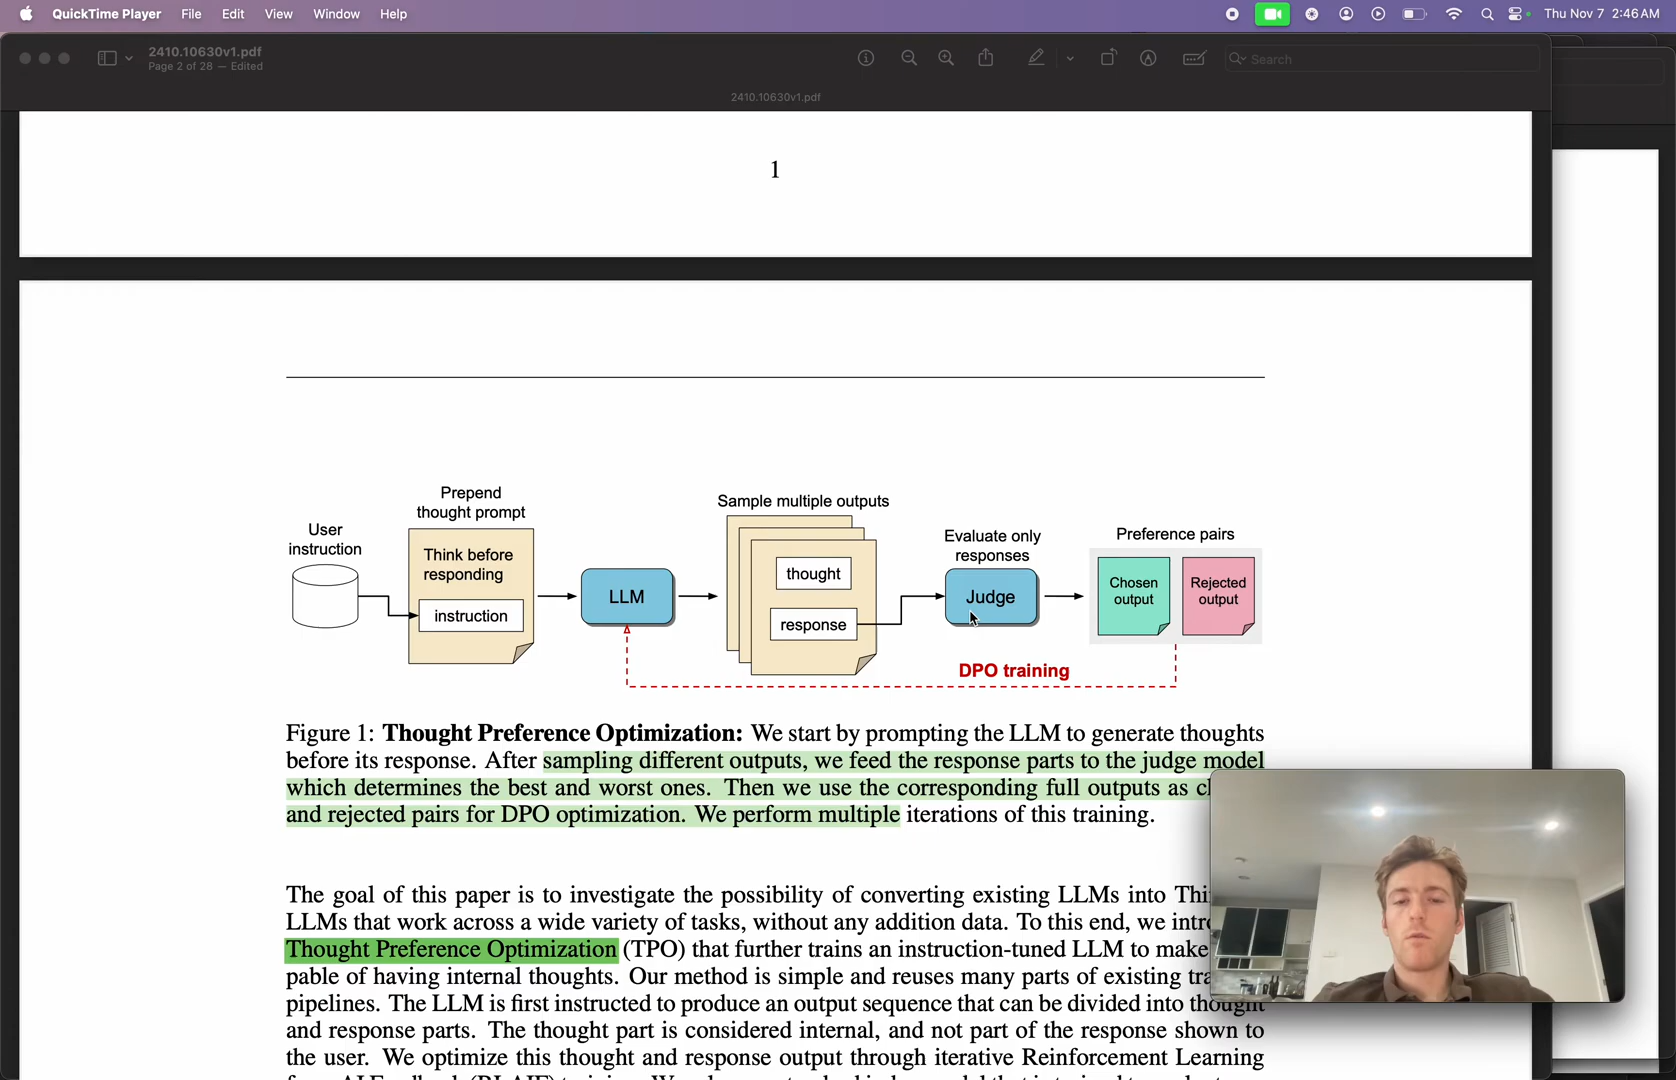 QuickTime Player File Edit View Window Help
Thu Nov 7 2:46 AM
2410.10630v1.pdf
Page 2 of 28 — Edited
Search
2410.10630v1.pdf
1
User
instruction
Prepend
thought prompt
Think before
responding
instruction
LLM
Sample multiple outputs
thought
response
Evaluate only
responses
Judge
Preference pairs
Chosen
output
Rejected
output
DPO training
Figure 1: Thought Preference Optimization: We start by prompting the LLM to generate thoughts
before its response. After sampling different outputs, we feed the response parts to the judge model
which determines the best and worst ones. Then we use the corresponding full outputs as
and rejected pairs for DPO optimization. We perform multiple iterations of this training.
The goal of this paper is to investigate the possibility of converting existing LLMs into
LLMs that work across a wide variety of tasks, without any addition data. To this end, we
Thought Preference Optimization (TPO) that further trains an instruction-tuned LLM to make
pable of having internal thoughts. Our method is simple and reuses many parts of existing
pipelines. The LLM is first instructed to produce an output sequence that can be divided into thought
and response parts. The thought part is considered internal, and not part of the response shown to
the user. We optimize this thought and response output through iterative Reinforcement Learning